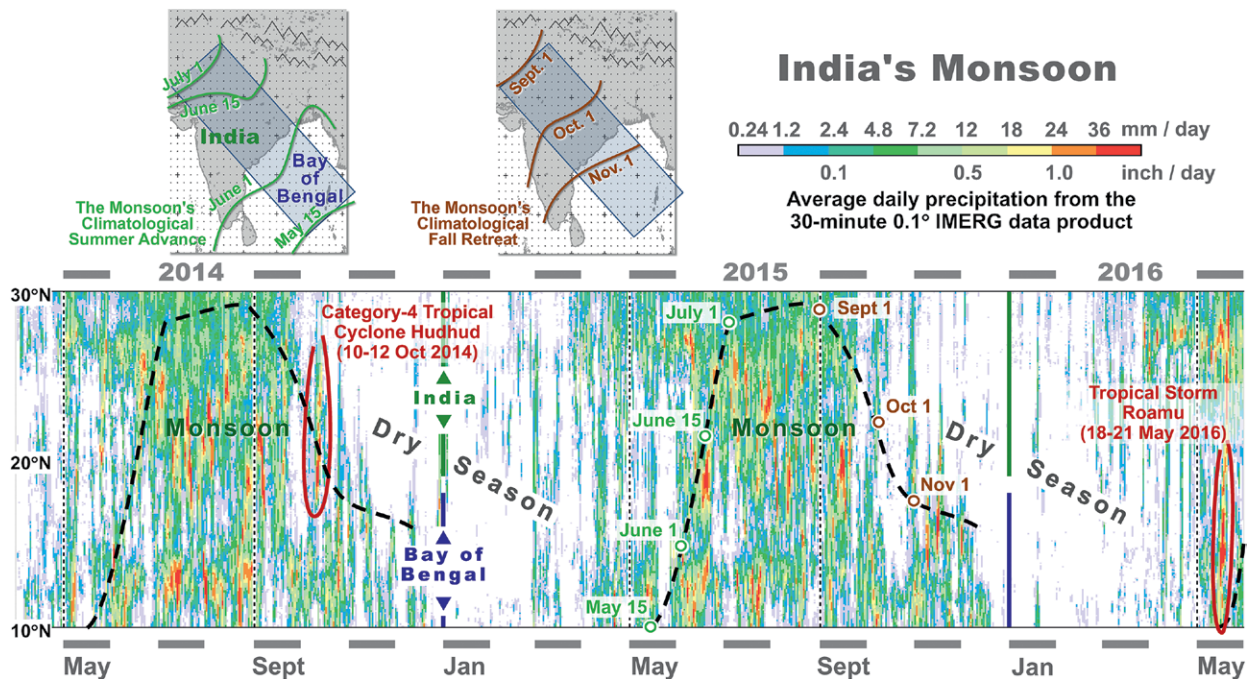 July 1
June 15
India
Bay
of
Bengal
June 1
May 15
The Monsoon's
Climatological
Summer Advance
Sept. 1
Oct. 1
Nov. 1
The Monsoon's
Climatological
Fall Retreat
India's Monsoon
0.24 1.2 2.4 4.8 7.2 12 18 24 36 mm / day
0.1 0.5 1.0 inch / day
Average daily precipitation from the
30-minute 0.1° IMERG data product
2014 2015 2016
30°N
20°N
10°N
Category-4 Tropical
Cyclone Hudhud
(10-12 Oct 2014)
Monsoon
India
Bay of
Bengal
Dry
Season
July 1
June 15
June 1
May 15
Monsoon
Sept 1
Oct 1
Nov 1
Dry
Season
Tropical Storm
Roamu
(18-21 May 2016)
May Sept Jan May Sept Jan May